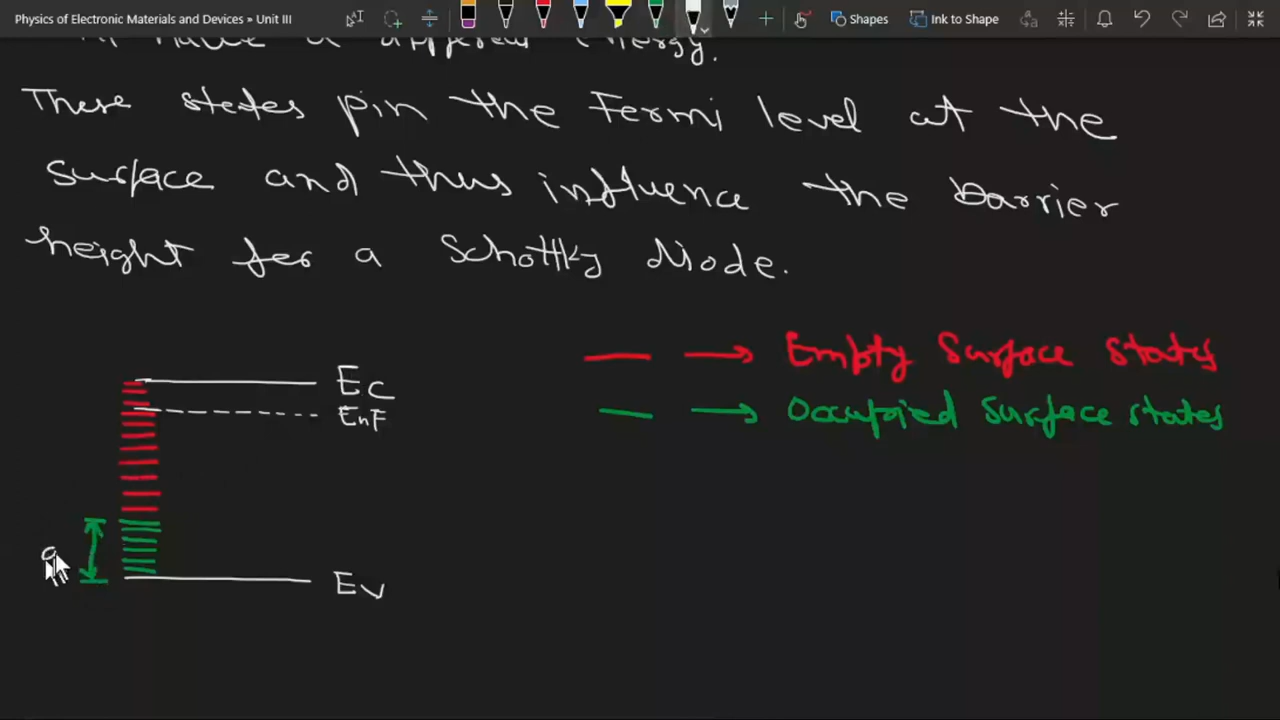 Physics of Electronic Materials and Devices » Unit III
Shapes
Ink to Shape
a different energy.
These states pin the Fermi level at the
surface and thus influence the barrier
height for a Schottky diode.
Empty Surface States
Occupied Surface states
Ec
EnF
Ev